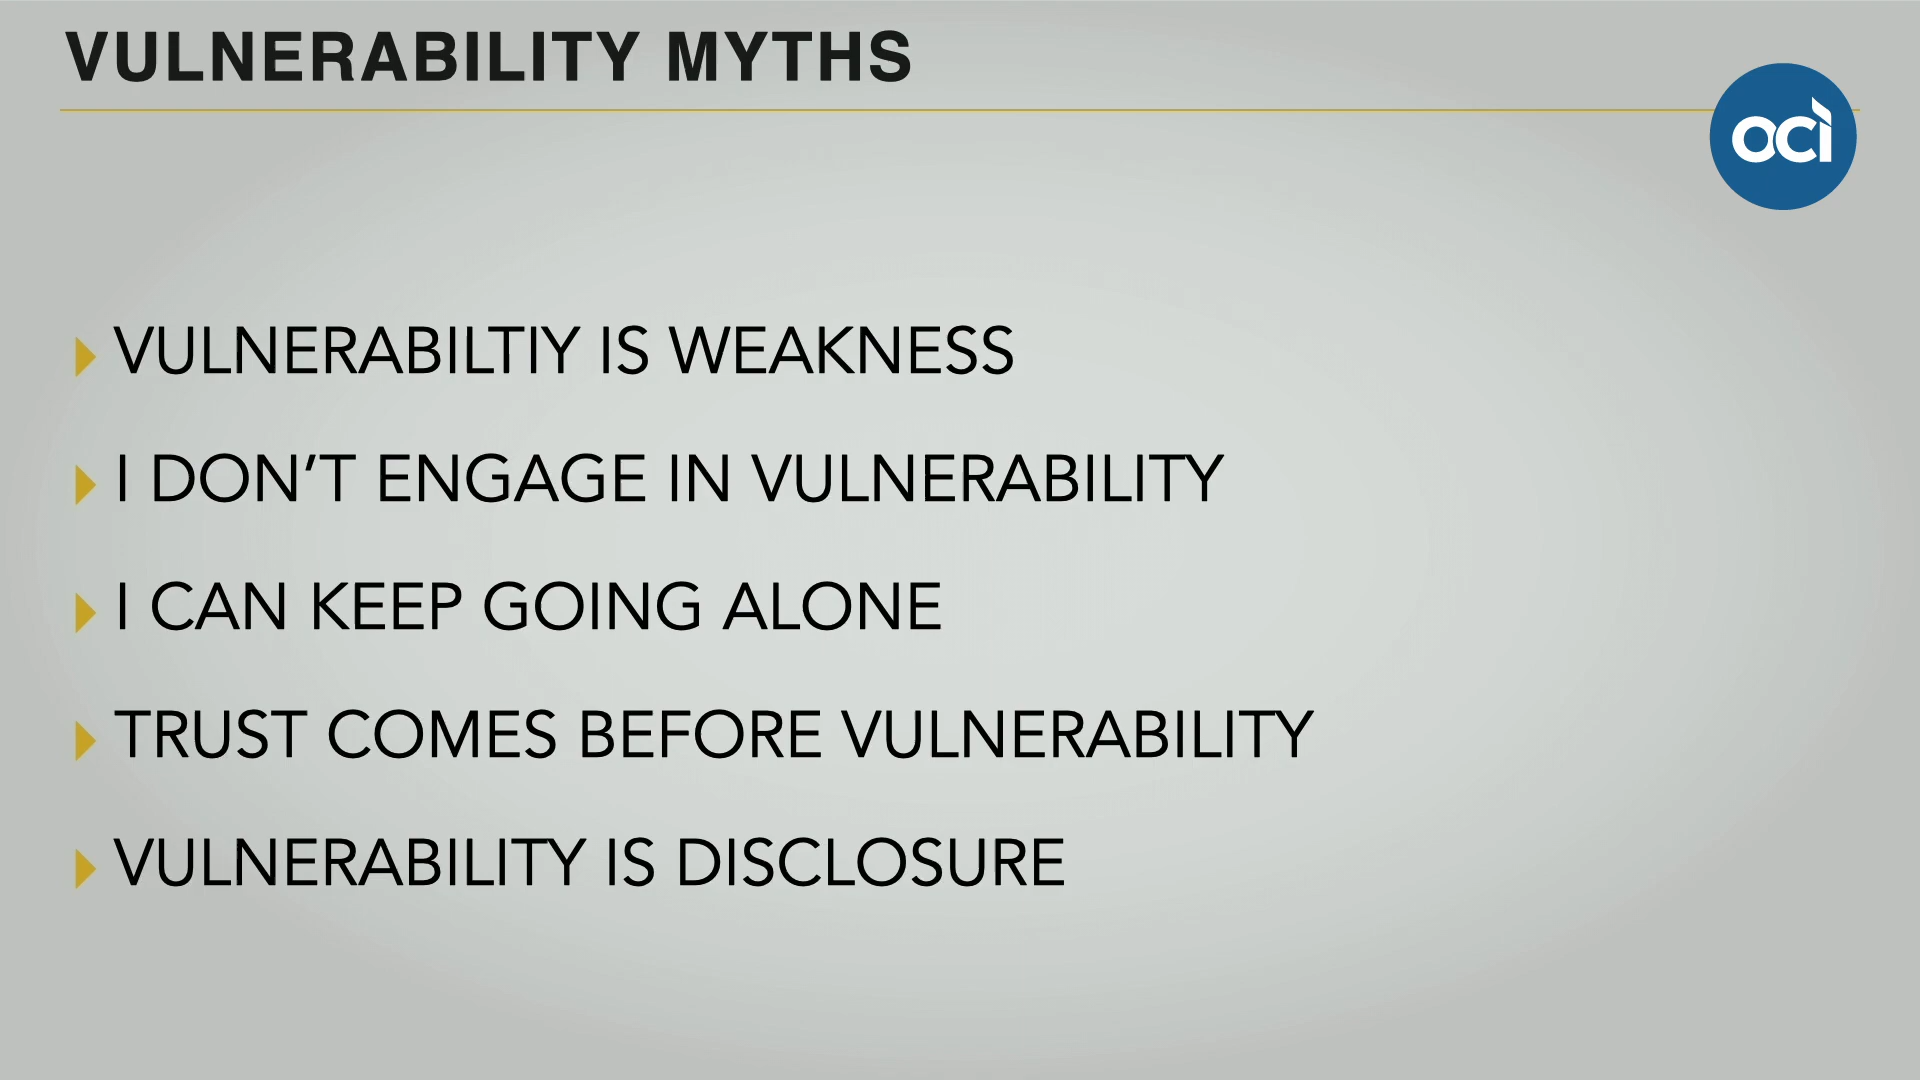 VULNERABILITY MYTHS
oci
VULNERABILTIY IS WEAKNESS
I DON’T ENGAGE IN VULNERABILITY
I CAN KEEP GOING ALONE
TRUST COMES BEFORE VULNERABILITY
VULNERABILITY IS DISCLOSURE